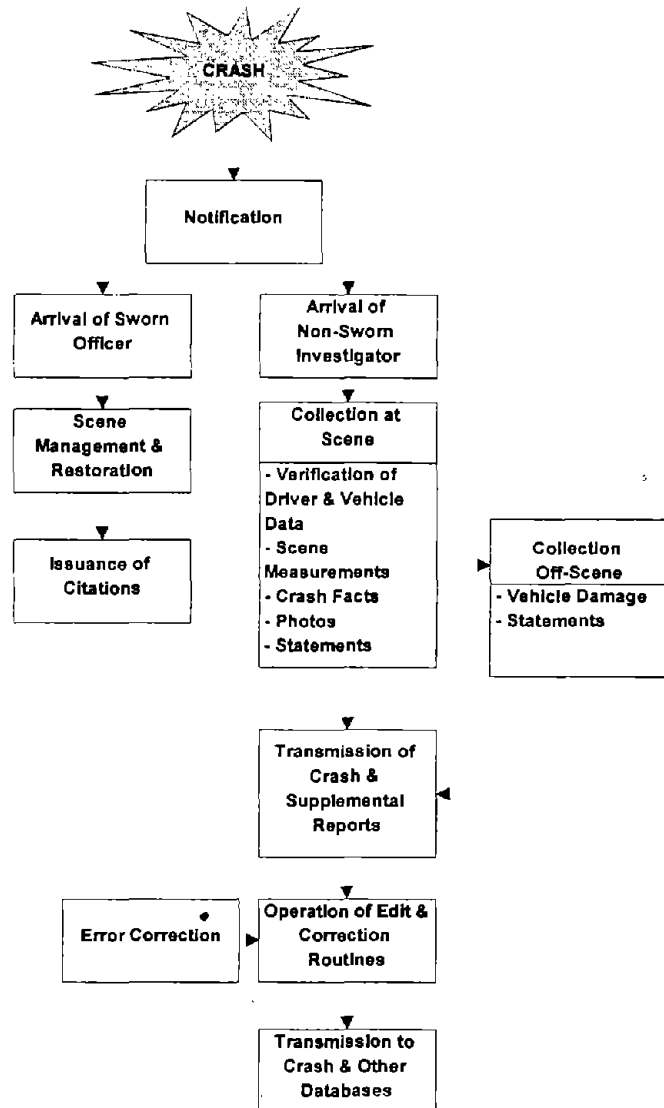 CRASH
Notification
Arrival of Sworn
Officer
Arrival of
Non-Sworn
Investigator
Scene
Management &
Restoration
Collection at
Scene
- Verification of
Driver & Vehicle
Data
- Scene
Measurements
- Crash Facts
- Photos
- Statements
Issuance of
Citations
Collection
Off-Scene
- Vehicle Damage
- Statements
Transmission of
Crash &
Supplemental
Reports
Error Correction
Operation of Edit &
Correction
Routines
Transmission to
Crash & Other
Databases